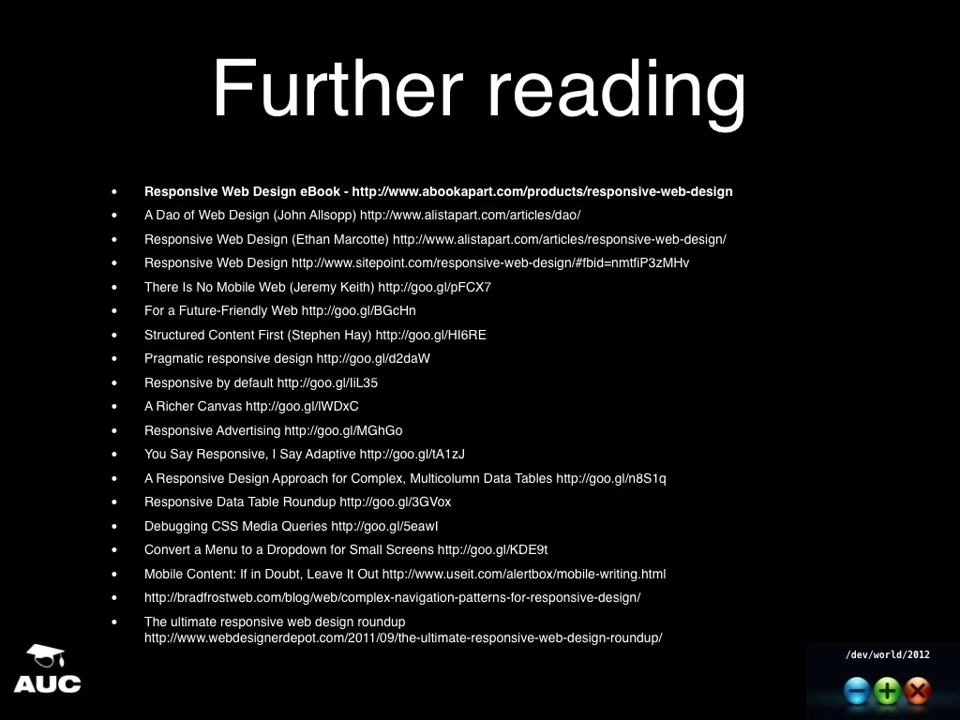 Further reading
• Responsive Web Design eBook - http://www.abookapart.com/products/responsive-web-design
• A Dao of Web Design (John Allsopp) http://www.alistapart.com/articles/dao/
• Responsive Web Design (Ethan Marcotte) http://www.alistapart.com/articles/responsive-web-design/
• Responsive Web Design http://www.sitepoint.com/responsive-web-design/#fbid=nmtfiP3zMHv
• There Is No Mobile Web (Jeremy Keith) http://goo.gl/pFCX7
• For a Future-Friendly Web http://goo.gl/BGcHn
• Structured Content First (Stephen Hay) http://goo.gl/HI6RE
• Pragmatic responsive design http://goo.gl/d2daW
• Responsive by default http://goo.gl/IiL35
• A Richer Canvas http://goo.gl/lWDxC
• Responsive Advertising http://goo.gl/MGhGo
• You Say Responsive, I Say Adaptive http://goo.gl/tA1zJ
• A Responsive Design Approach for Complex, Multicolumn Data Tables http://goo.gl/n8S1q
• Responsive Data Table Roundup http://goo.gl/3GVox
• Debugging CSS Media Queries http://goo.gl/5eawI
• Convert a Menu to a Dropdown for Small Screens http://goo.gl/KDE9t
• Mobile Content: If in Doubt, Leave It Out http://www.useit.com/alertbox/mobile-writing.html
• http://bradfrostweb.com/blog/web/complex-navigation-patterns-for-responsive-design/
• The ultimate responsive web design roundup
http://www.webdesignerdepot.com/2011/09/the-ultimate-responsive-web-design-roundup/
AUC
/dev/world/2012